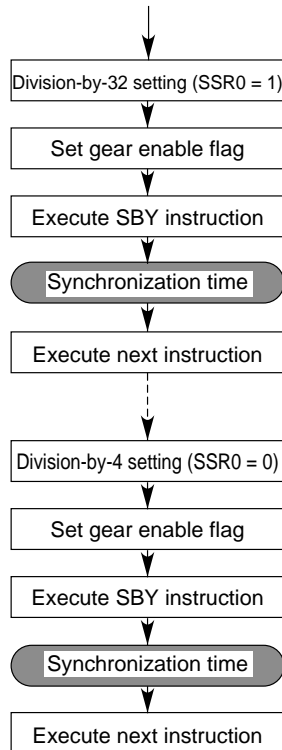 Division-by-32 setting (SSR0 = 1)
Set gear enable flag
Execute SBY instruction
Synchronization time
Execute next instruction
Division-by-4 setting (SSR0 = 0)
Set gear enable flag
Execute SBY instruction
Synchronization time
Execute next instruction